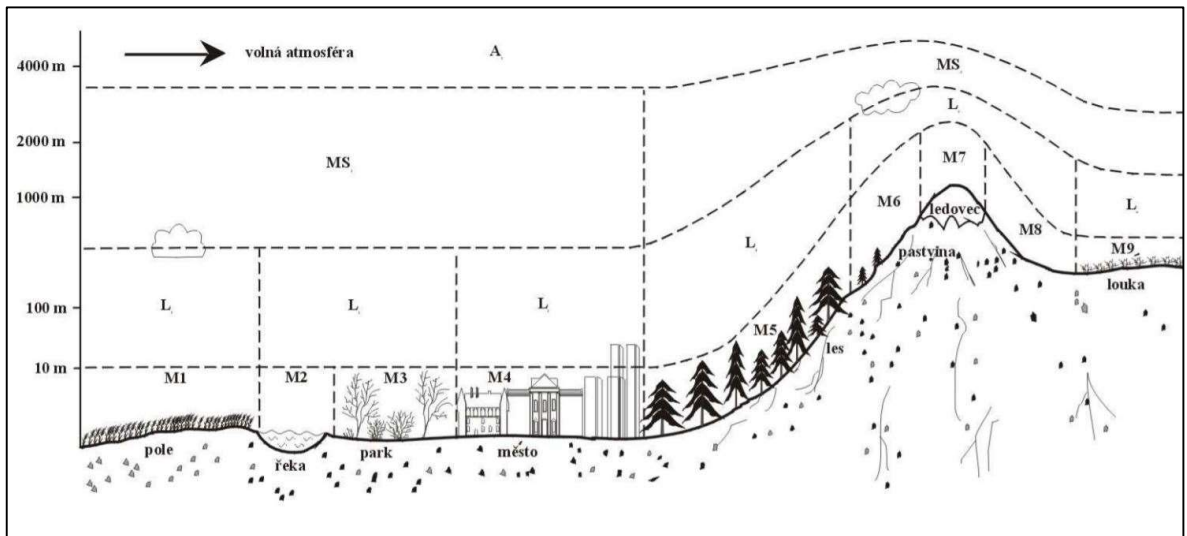 volná atmosféra
A
4000 m
MS
L
2000 m
MS
M7
1000 m
M6
ledovec
L
L
M8
pastvina
M9
louka
L
L
L
100 m
M5
les
10 m
M1
M2
M3
M4
pole
řeka
park
město